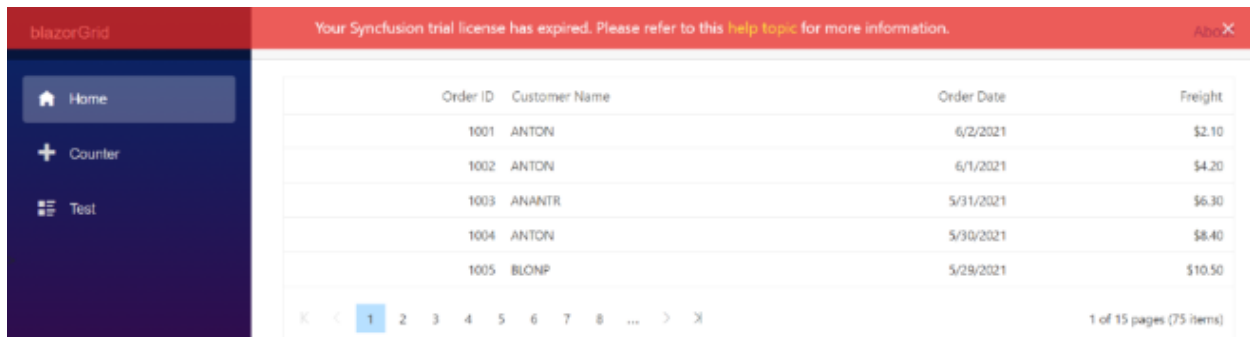 blazorGrid
Your Syncfusion trial license has expired. Please refer to this help topic for more information.
About
Home
Counter
Test
Order ID Customer Name Order Date Freight
1001 ANTON 6/2/2021 $2.10
1002 ANTON 6/1/2021 $4.20
1003 ANANTR 5/31/2021 $6.30
1004 ANTON 5/30/2021 $8.40
1005 BLONP 5/29/2021 $10.50
1 2 3 4 5 6 7 8 ... 1 of 15 pages (75 items)